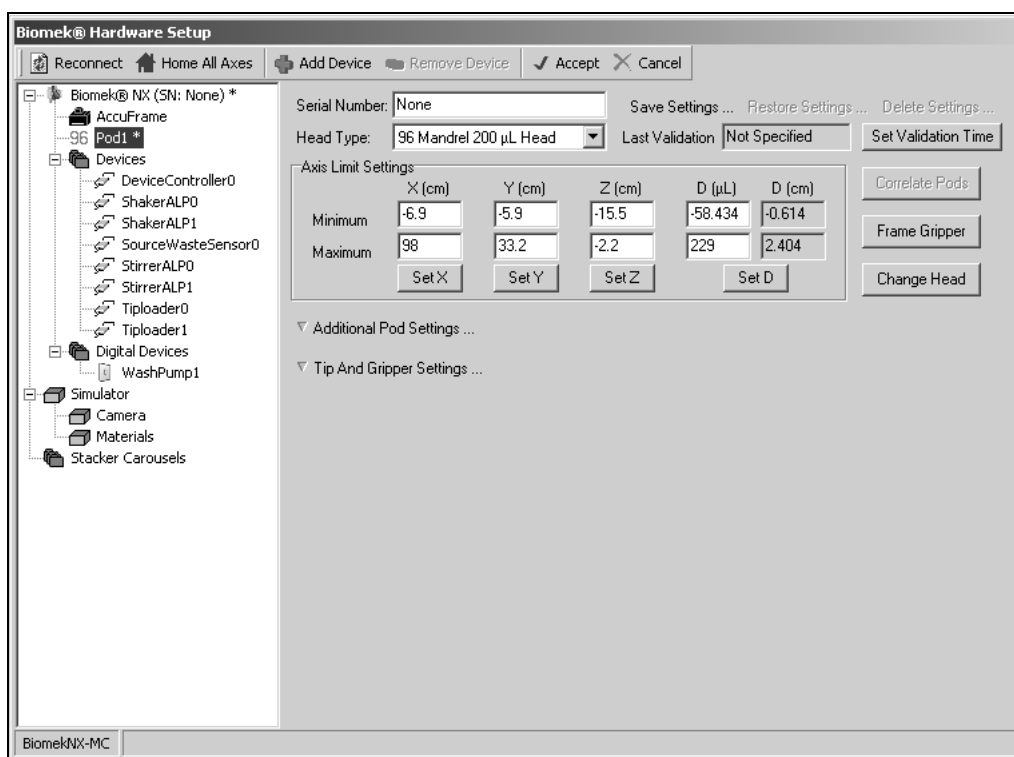 Biomek® Hardware Setup
Reconnect Home All Axes Add Device Remove Device Accept Cancel
Biomek® NX (SN: None) *
AccuFrame
96 Pod1 *
Devices
DeviceController0
ShakerALP0
ShakerALP1
SourceWasteSensor0
StirrerALP0
StirrerALP1
Tiploader0
Tiploader1
Digital Devices
WashPump1
Simulator
Camera
Materials
Stacker Carousels
Serial Number: None Save Settings ... Restore Settings ... Delete Settings ...
Head Type: 96 Mandrel 200 µL Head Last Validation Not Specified Set Validation Time
Axis Limit Settings
X (cm) Y (cm) Z (cm) D (µL) D (cm)
Minimum -6.9 -5.9 -15.5 -58.434 -0.614
Maximum 98 33.2 -2.2 229 2.404
Set X Set Y Set Z Set D
Correlate Pods
Frame Gripper
Change Head
Additional Pod Settings ...
Tip And Gripper Settings ...
BiomekNX-MC